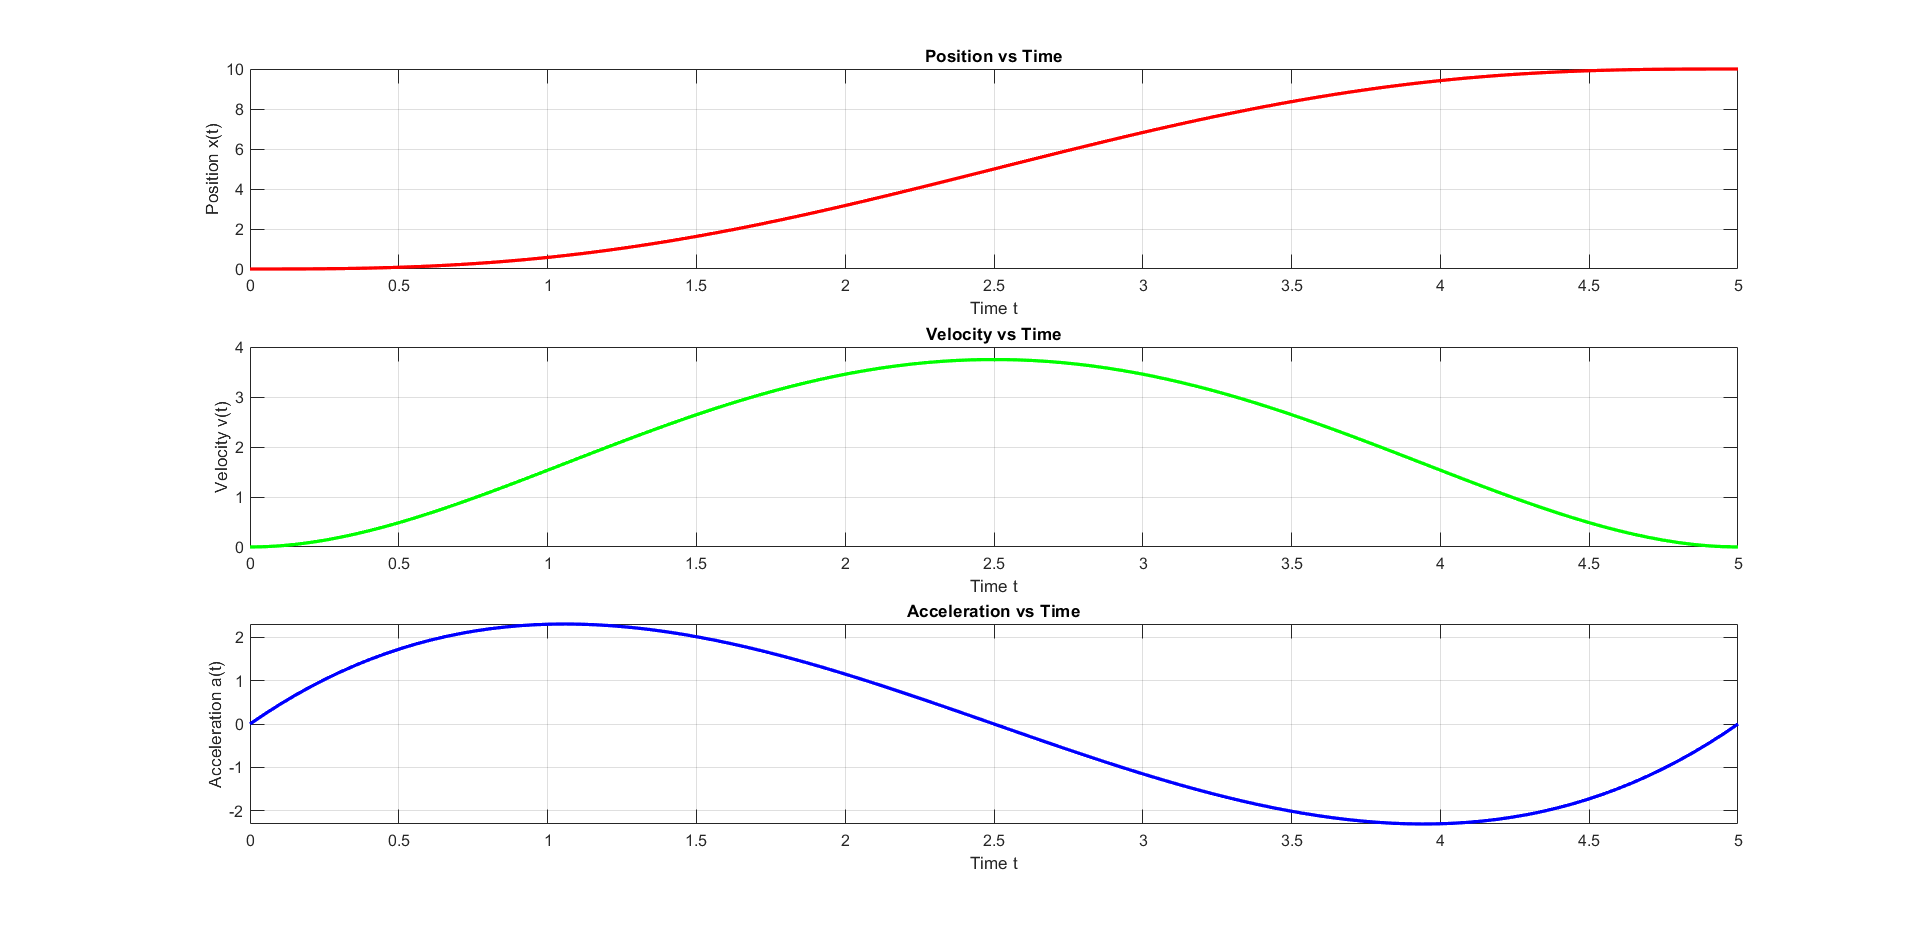 Position vs Time
10
8
6
4
2
0
Position x(t)
0 0.5 1 1.5 2 2.5 3 3.5 4 4.5 5
Time t
Velocity vs Time
4
3
2
1
0
Velocity v(t)
0 0.5 1 1.5 2 2.5 3 3.5 4 4.5 5
Time t
Acceleration vs Time
2
1
0
-1
-2
Acceleration a(t)
0 0.5 1 1.5 2 2.5 3 3.5 4 4.5 5
Time t